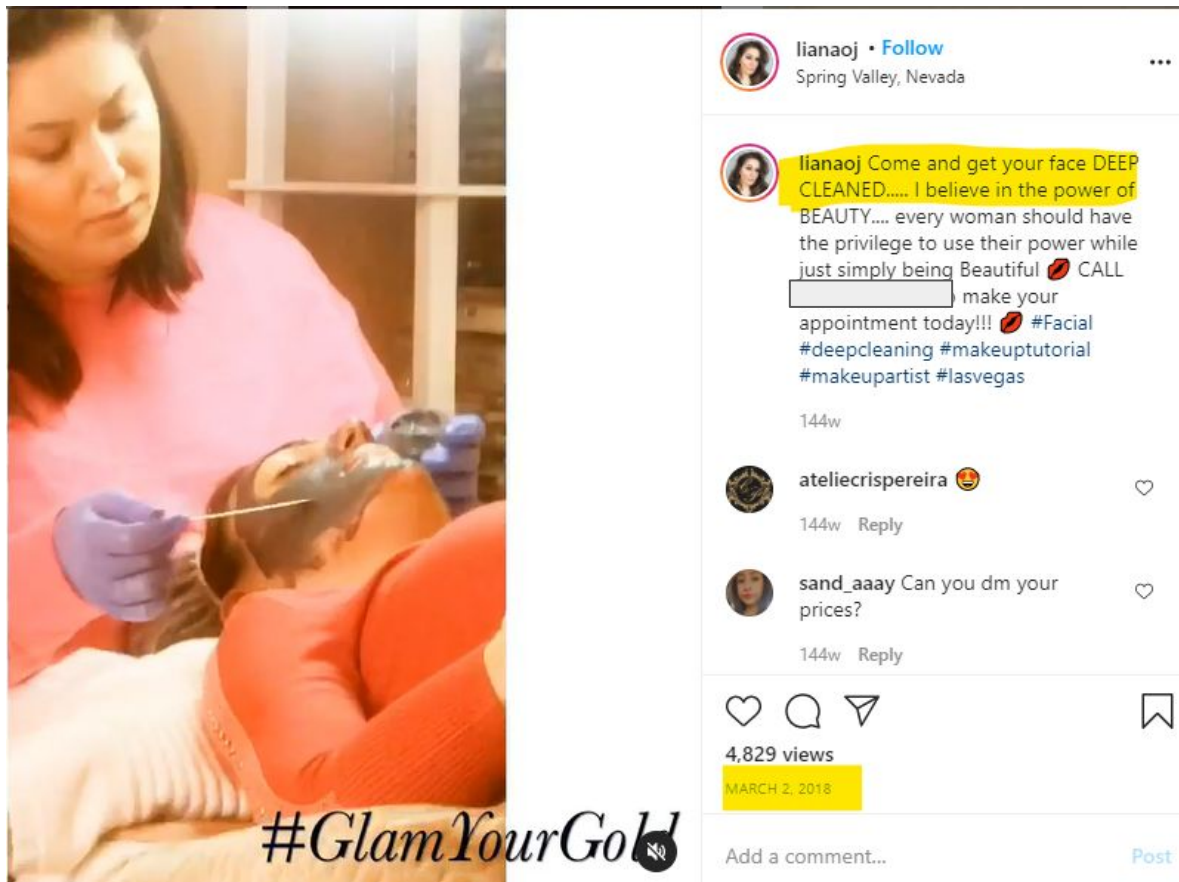 lianaoj • Follow
Spring Valley, Nevada
lianaoj Come and get your face DEEP
CLEANED..... I believe in the power of
BEAUTY.... every woman should have
the privilege to use their power while
just simply being Beautiful 💋 CALL
make your
appointment today!!! 💋 #Facial
#deepcleaning #makeuptutorial
#makeupartist #lasvegas
144w
ateliecrispereira 😍
144w Reply
sand_aaay Can you dm your
prices?
144w Reply
4,829 views
MARCH 2, 2018
Add a comment... Post
#GlamYourGold